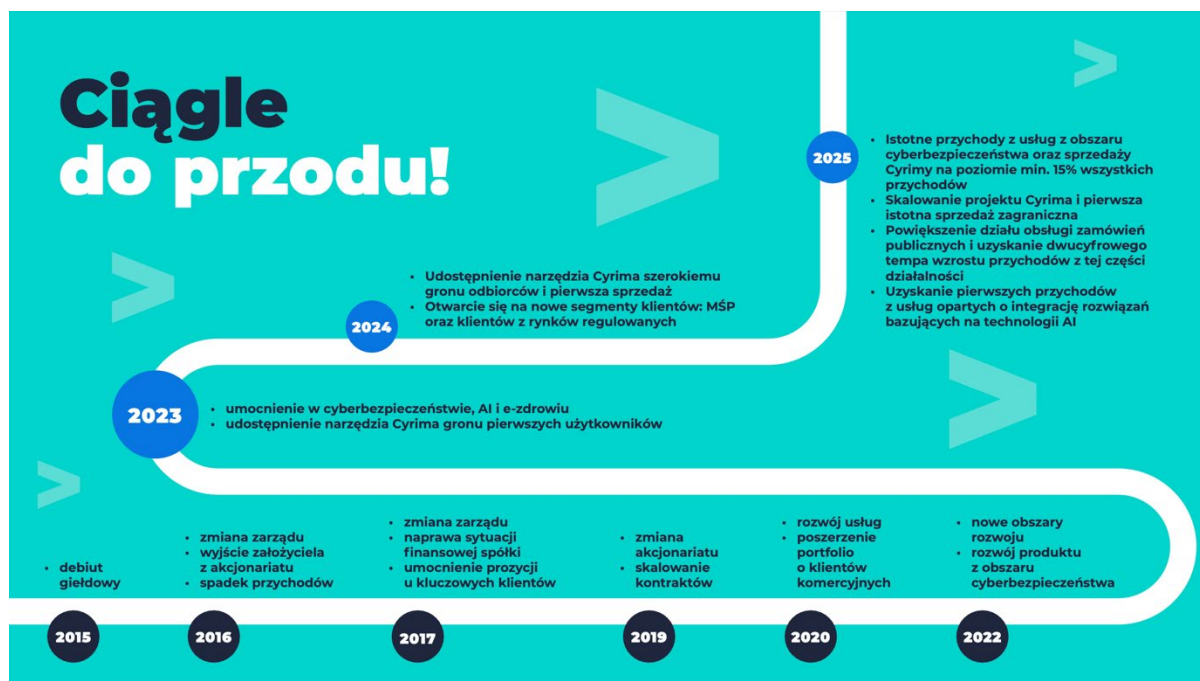 Ciągle
do przodu!
2025
• Istotne przychody z usług z obszaru
cyberbezpieczeństwa oraz sprzedaży
Cyrimy na poziomie min. 15% wszystkich
przychodów
• Skalowanie projektu Cyrima i pierwsza
istotna sprzedaż zagraniczna
• Powiększenie działu obsługi zamówień
publicznych i uzyskanie dwucyfrowego
tempa wzrostu przychodów z tej części
działalności
• Uzyskanie pierwszych przychodów
z usług opartych o integrację rozwiązań
bazujących na technologii AI
2024
• Udostępnienie narzędzia Cyrima szerokiemu
gronu odbiorców i pierwsza sprzedaż
• Otwarcie się na nowe segmenty klientów: MŚP
oraz klientów z rynków regulowanych
2023
• umocnienie w cyberbezpieczeństwie, AI i e-zdrowiu
• udostępnienie narzędzia Cyrima gronu pierwszych użytkowników
• debiut
giełdowy
2015
• zmiana zarządu
• wyjście założyciela
z akcjonariatu
• spadek przychodów
2016
• zmiana zarządu
• naprawa sytuacji
finansowej spółki
• umocnienie pozycji
u kluczowych klientów
2017
• zmiana
akcjonariatu
• skalowanie
kontraktów
2019
• rozwój usług
• poszerzenie
portfolio
o klientów
komercyjnych
2020
• nowe obszary
rozwoju
• rozwój produktu
z obszaru
cyberbezpieczeństwa
2022